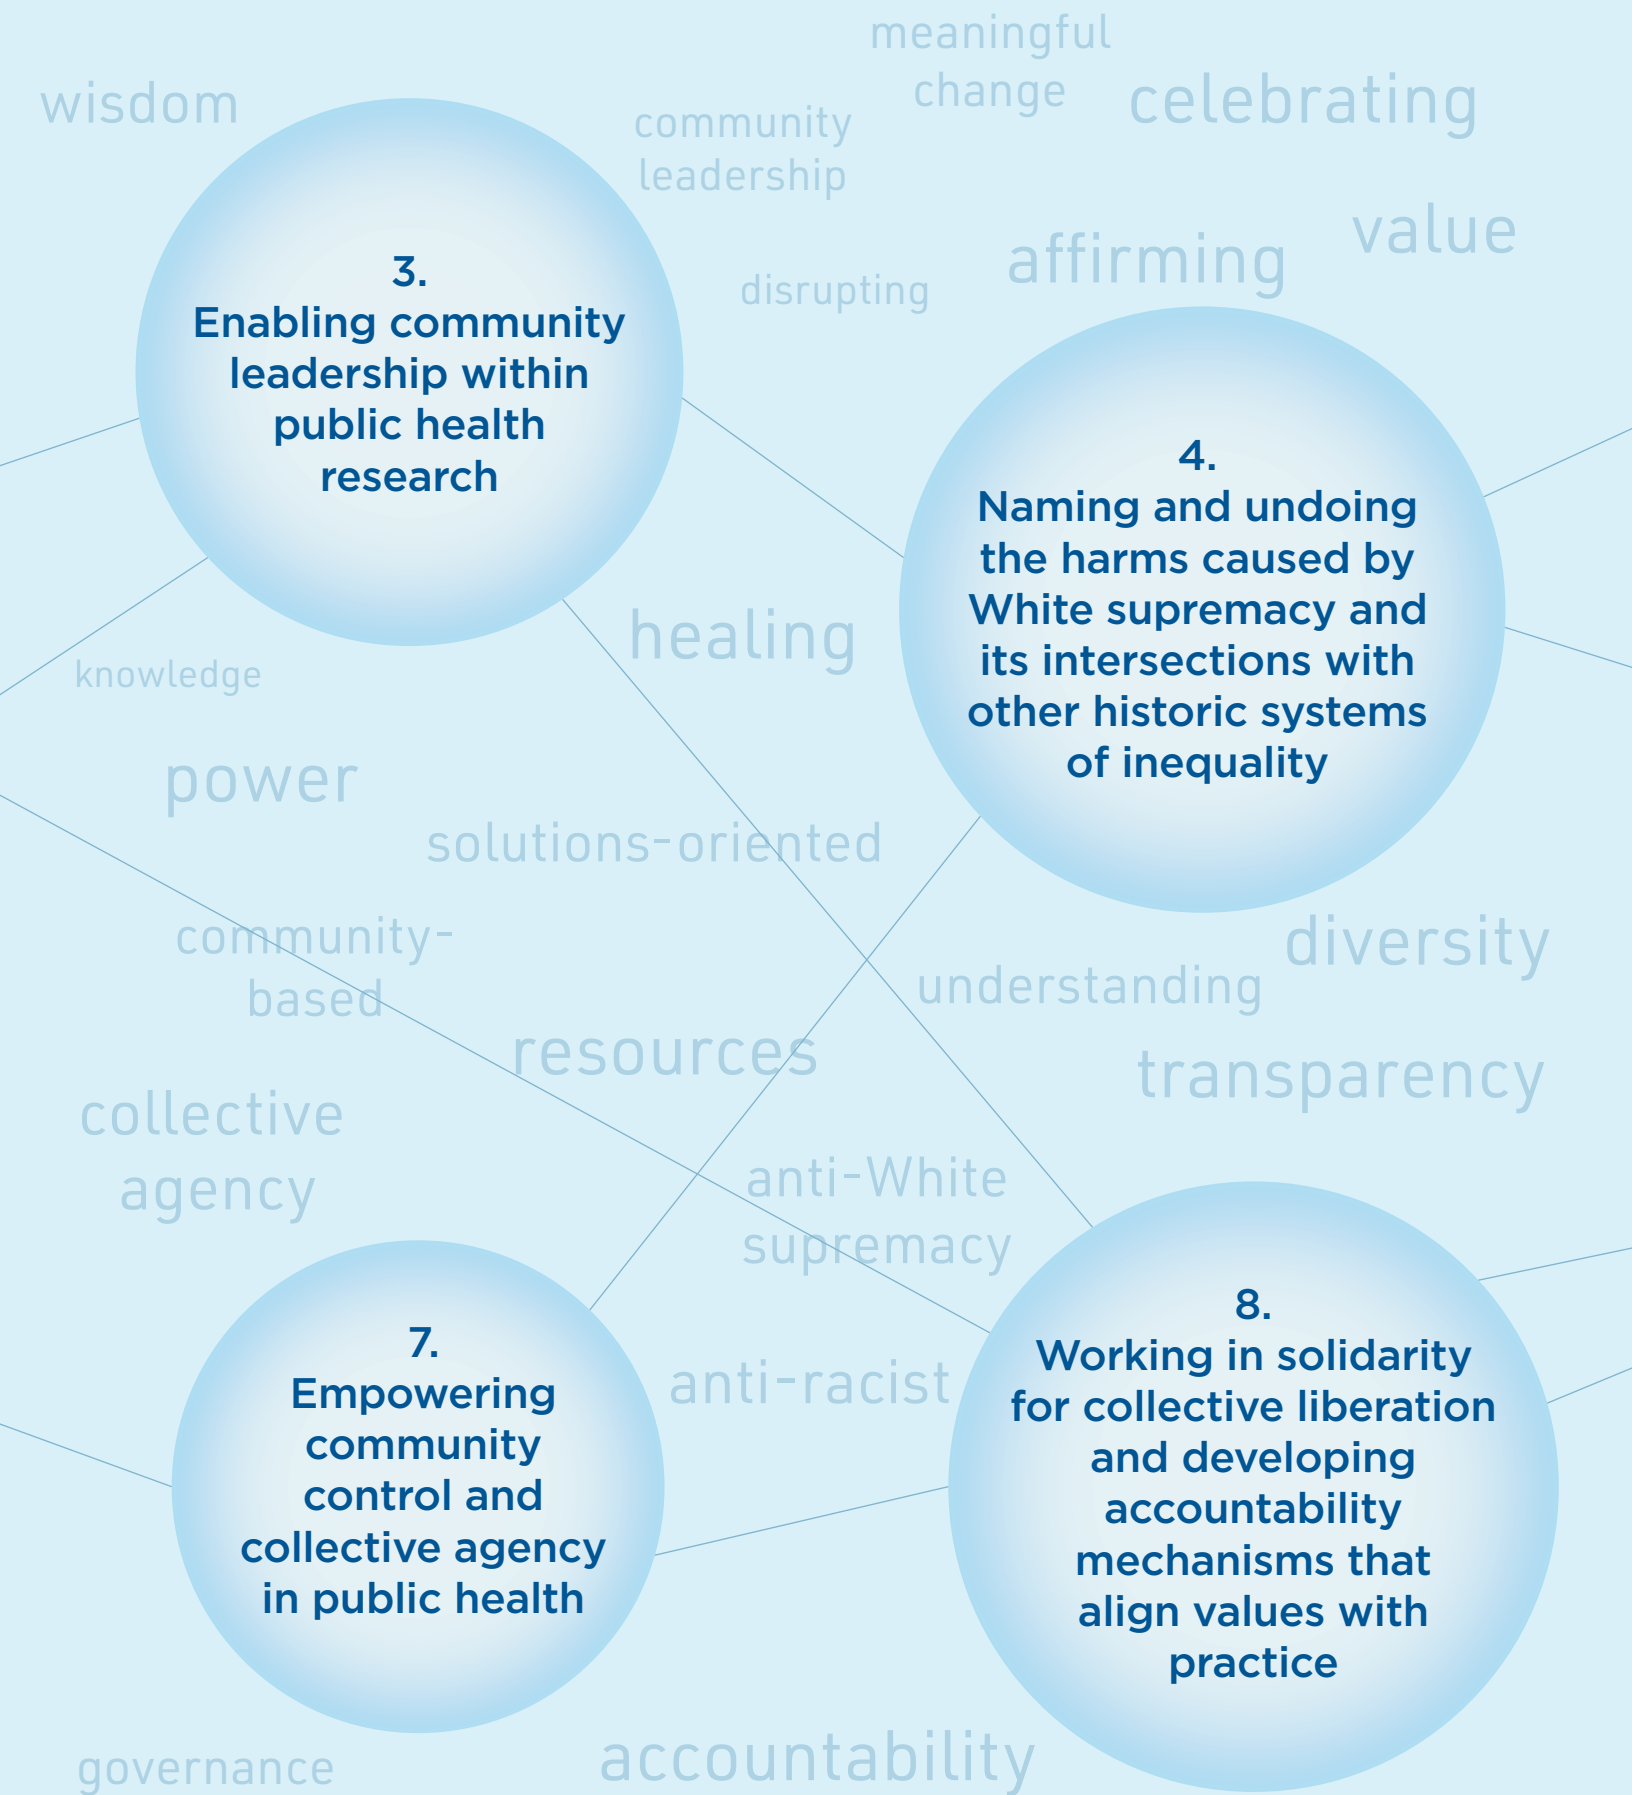 meaningful
change
wisdom
celebrating
community
leadership
value
affirming
disrupting
3.
Enabling community
leadership within
public health
research
4.
Naming and undoing
the harms caused by
White supremacy and
its intersections with
other historic systems
of inequality
healing
knowledge
power
solutions-oriented
community-
based
diversity
understanding
resources
transparency
collective
agency
anti-White
supremacy
7.
Empowering
community
control and
collective agency
in public health
anti-racist
8.
Working in solidarity
for collective liberation
and developing
accountability
mechanisms that
align values with
practice
governance
accountability